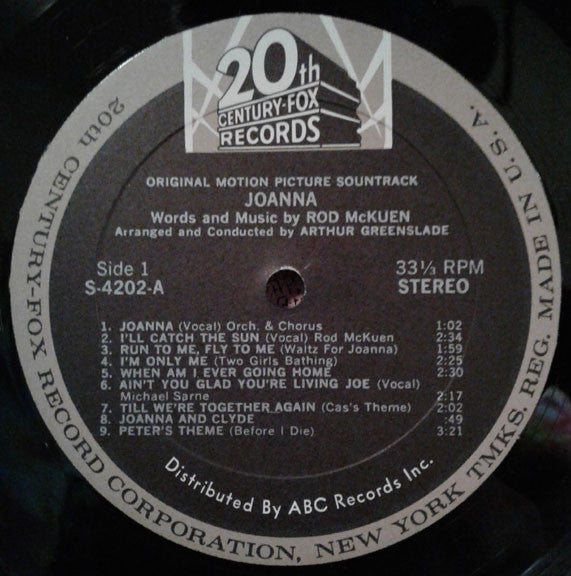 20th
CENTURY-FOX
RECORDS
ORIGINAL MOTION PICTURE SOUNTRACK
JOANNA
Words and Music by ROD McKUEN
Arranged and Conducted by ARTHUR GREENSLADE
Side 1
S-4202-A
33⅓ RPM
STEREO
1. JOANNA (Vocal) Orch. & Chorus 1:02
2. I'LL CATCH THE SUN (Vocal) Rod McKuen 2:34
3. RUN TO ME, FLY TO ME (Waltz For Joanna) 1:59
4. I'M ONLY ME (Two Girls Bathing) 2:25
5. WHEN AM I EVER GOING HOME 2:30
6. AIN'T YOU GLAD YOU'RE LIVING JOE (Vocal)
Michael Sarne 2:17
7. TILL WE'RE TOGETHER AGAIN (Cas's Theme) 2:02
8. JOANNA AND CLYDE :49
9. PETER'S THEME (Before I Die) 3:21
Distributed By ABC Records Inc.
20th CENTURY-FOX RECORD CORPORATION, NEW YORK TMKS. REG. MADE IN U.S.A.